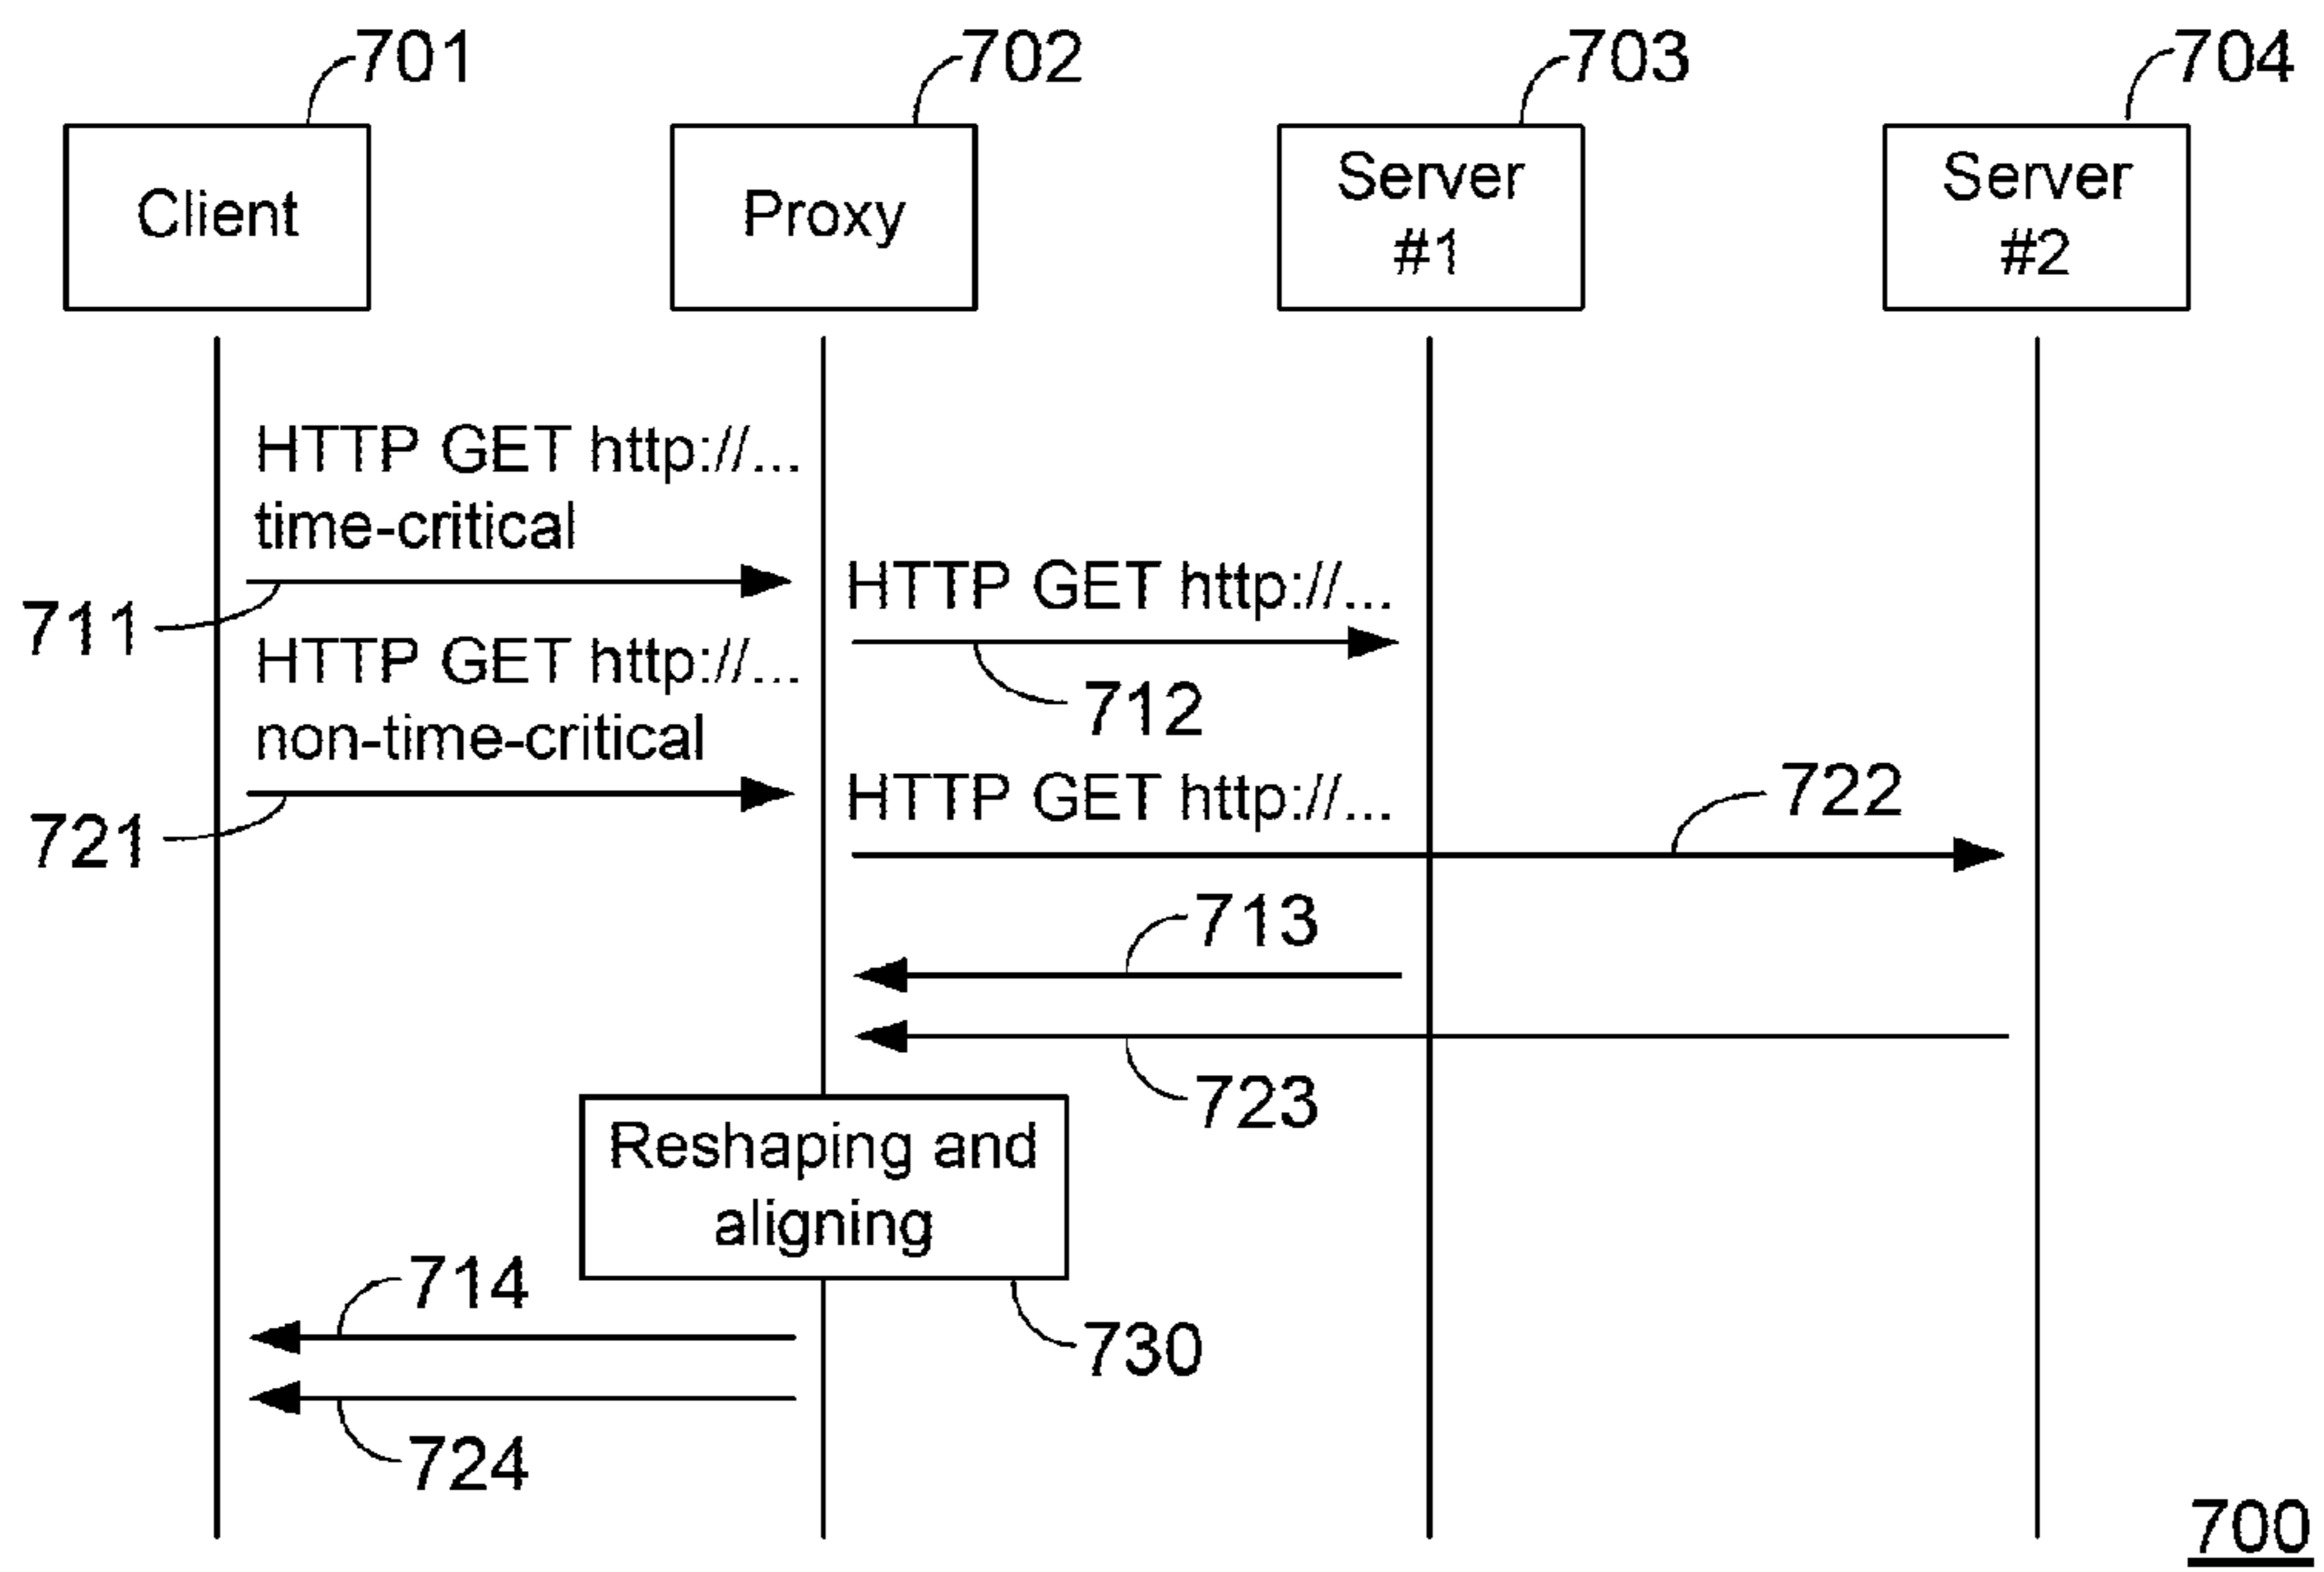 701
702
703
704
Client
Proxy
Server
#1
Server
#2
HTTP GET http://...
time-critical
711
HTTP GET http://...
712
HTTP GET http://...
non-time-critical
721
HTTP GET http://...
722
713
723
Reshaping and
aligning
730
714
724
700